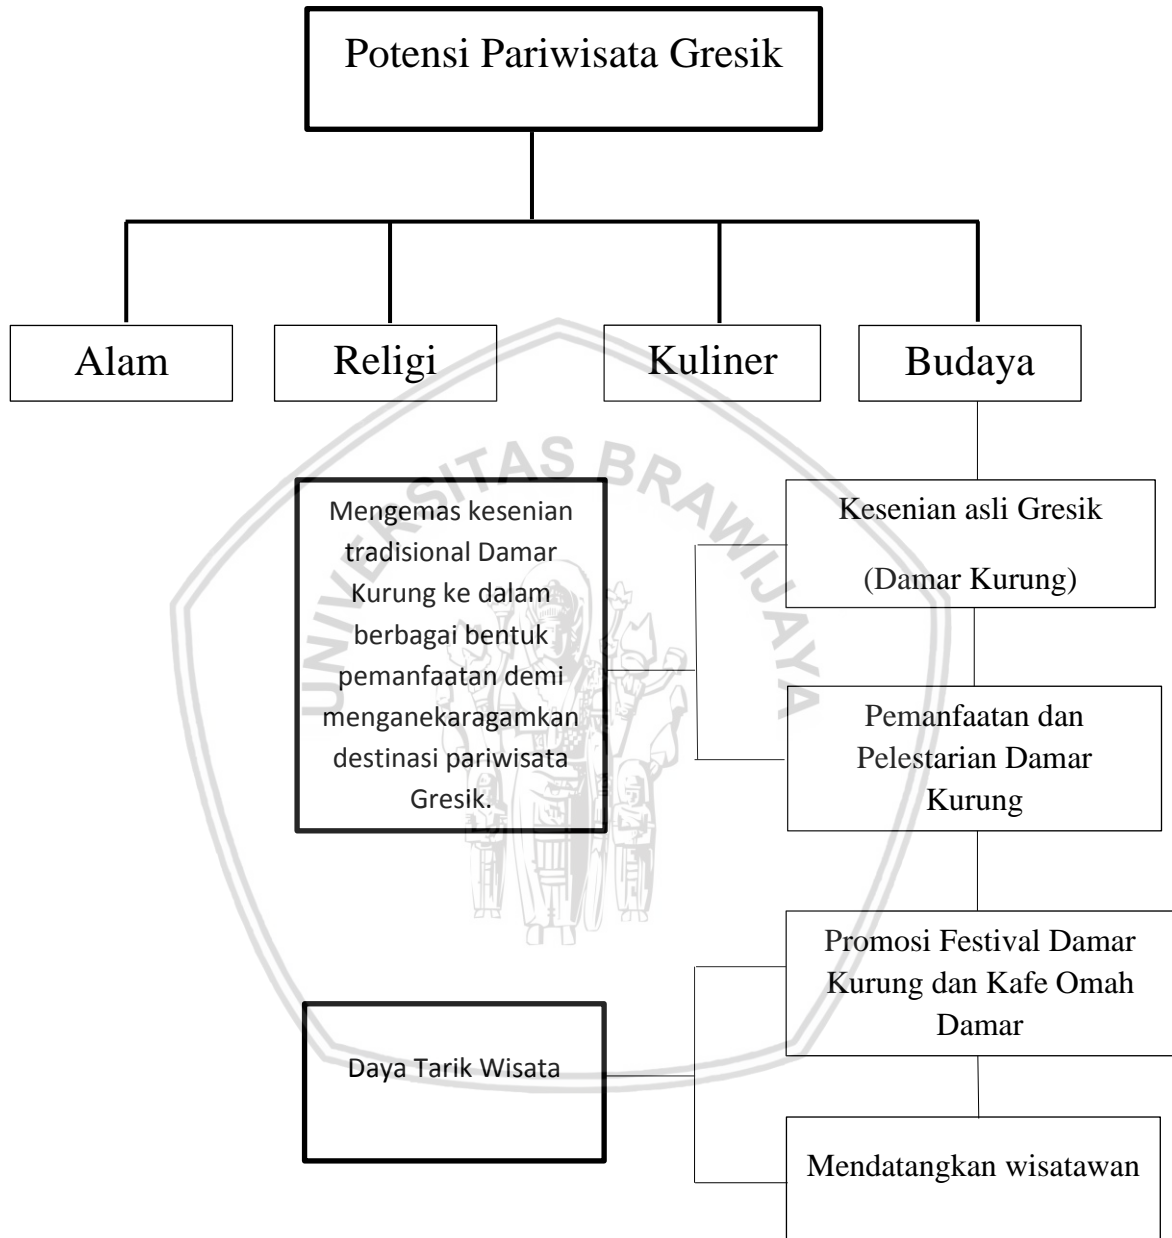 Potensi Pariwisata Gresik
Alam
Religi
Kuliner
Budaya
UNIVERSITAS BRAWIJAYA
Mengemas kesenian
tradisional Damar
Kurung ke dalam
berbagai bentuk
pemanfaatan demi
menganekaragamkan
destinasi pariwisata
Gresik.
Kesenian asli Gresik
(Damar Kurung)
Pemanfaatan dan
Pelestarian Damar
Kurung
Promosi Festival Damar
Kurung dan Kafe Omah
Damar
Daya Tarik Wisata
Mendatangkan wisatawan